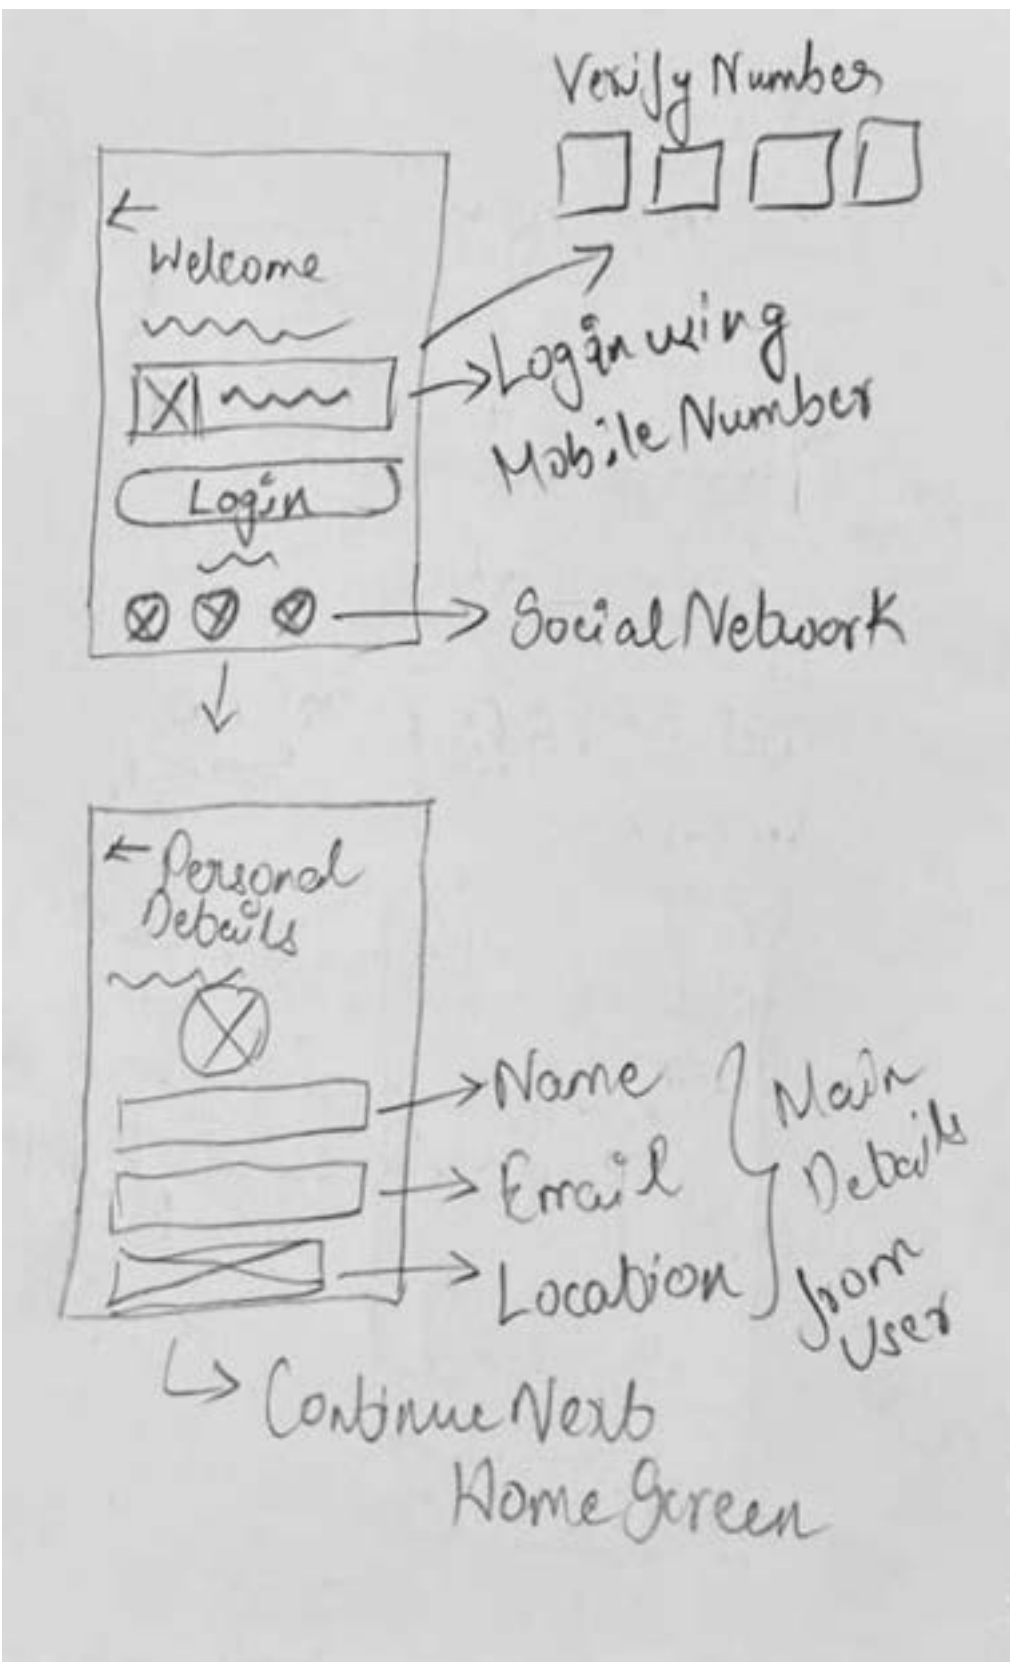 Verify Number
Welcome
Login using
Mobile Number
Login
Social Network
Personal
Details
Name
Email
Location
Main
Details
from
User
Continue Next
Home Screen